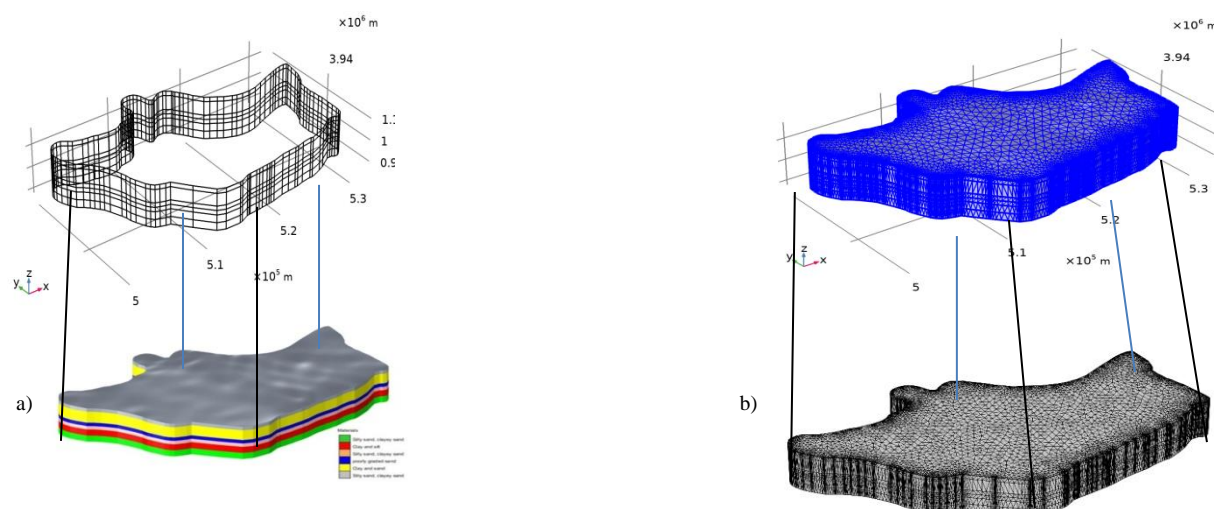 ×10⁶ m
3.94
1.
1
0.9
5.3
5.2
5.1
×10⁵ m
5
z
y
x
a)
Materials
Silty sand, clayey sand
Clay and silt
Silty sand, clayey sand
poorly graded sand
Clay and sand
Silty sand, clayey sand
×10⁶ m
3.94
5.3
5.2
5.1
×10⁵ m
5
z
y
x
b)